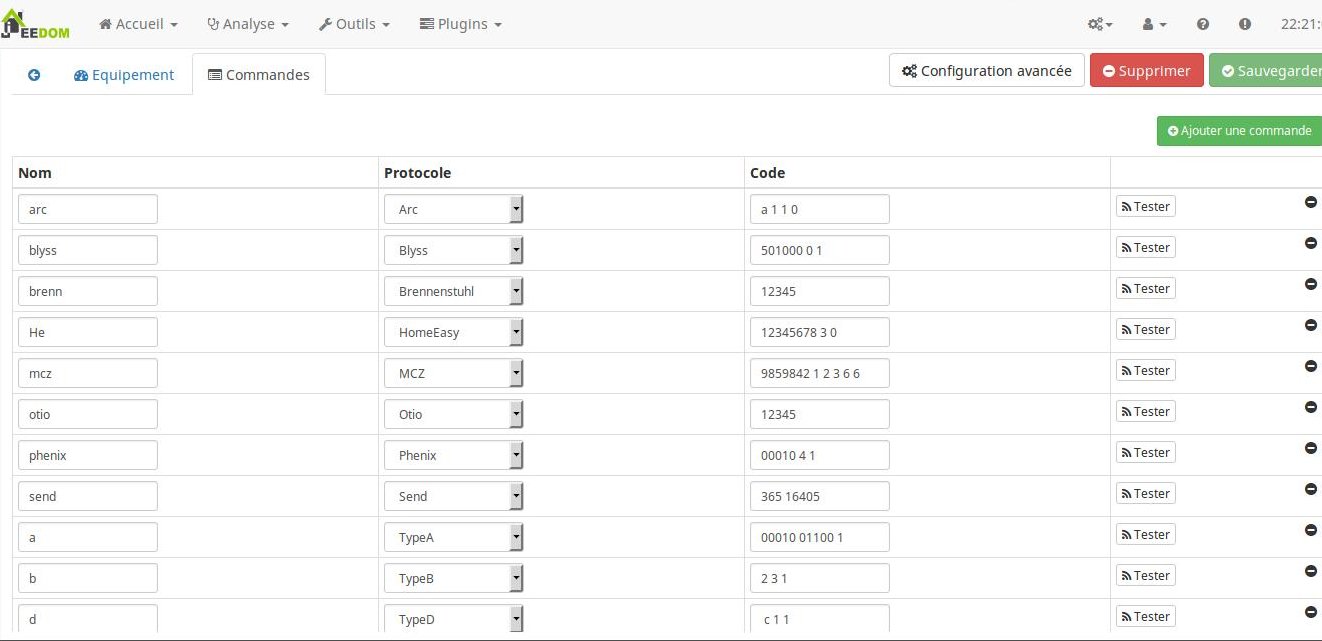 JEEDOM Accueil Analyse Outils Plugins 22:21:
Equipement Commandes Configuration avancée Supprimer Sauvegarder
Ajouter une commande
Nom Protocole Code
arc Arc a 1 1 0 Tester
blyss Blyss 501000 0 1 Tester
brenn Brennenstuhl 12345 Tester
He HomeEasy 12345678 3 0 Tester
mcz MCZ 9859842 1 2 3 6 6 Tester
otio Otio 12345 Tester
phenix Phenix 00010 4 1 Tester
send Send 365 16405 Tester
a TypeA 00010 01100 1 Tester
b TypeB 2 3 1 Tester
d TypeD c 1 1 Tester